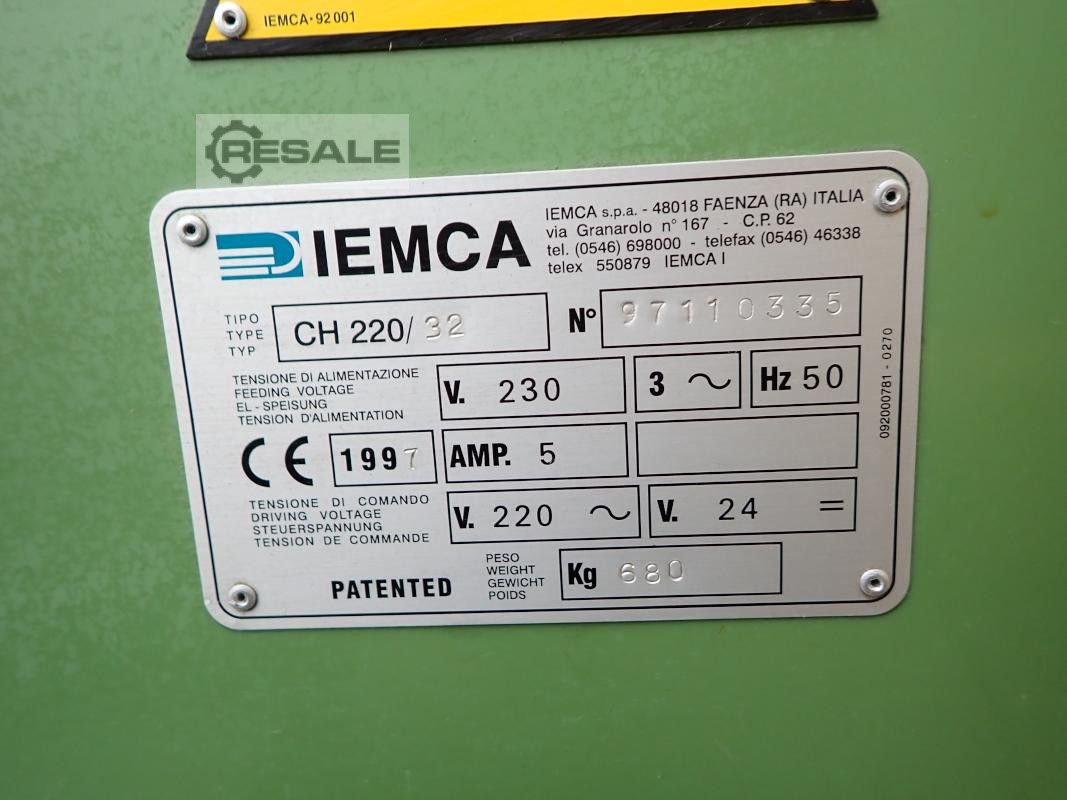 IEMCA·92001
RESALE
IEMCA
IEMCA s.p.a. - 48018 FAENZA (RA) ITALIA
via Granarolo n° 167 - C.P. 62
tel. (0546) 698000 - telefax (0546) 46338
telex 550879 IEMCA I
TIPO
TYPE
TYP
CH 220/32
N° 97110335
TENSIONE DI ALIMENTAZIONE
FEEDING VOLTAGE
EL - SPEISUNG
TENSION D'ALIMENTATION
V. 230
3 ~
Hz 50
CE 1997
AMP. 5
TENSIONE DI COMANDO
DRIVING VOLTAGE
STEUERSPANNUNG
TENSION DE COMMANDE
V. 220 ~
V. 24 =
PATENTED
PESO
WEIGHT
GEWICHT
POIDS
Kg 680
092000781 - 0270